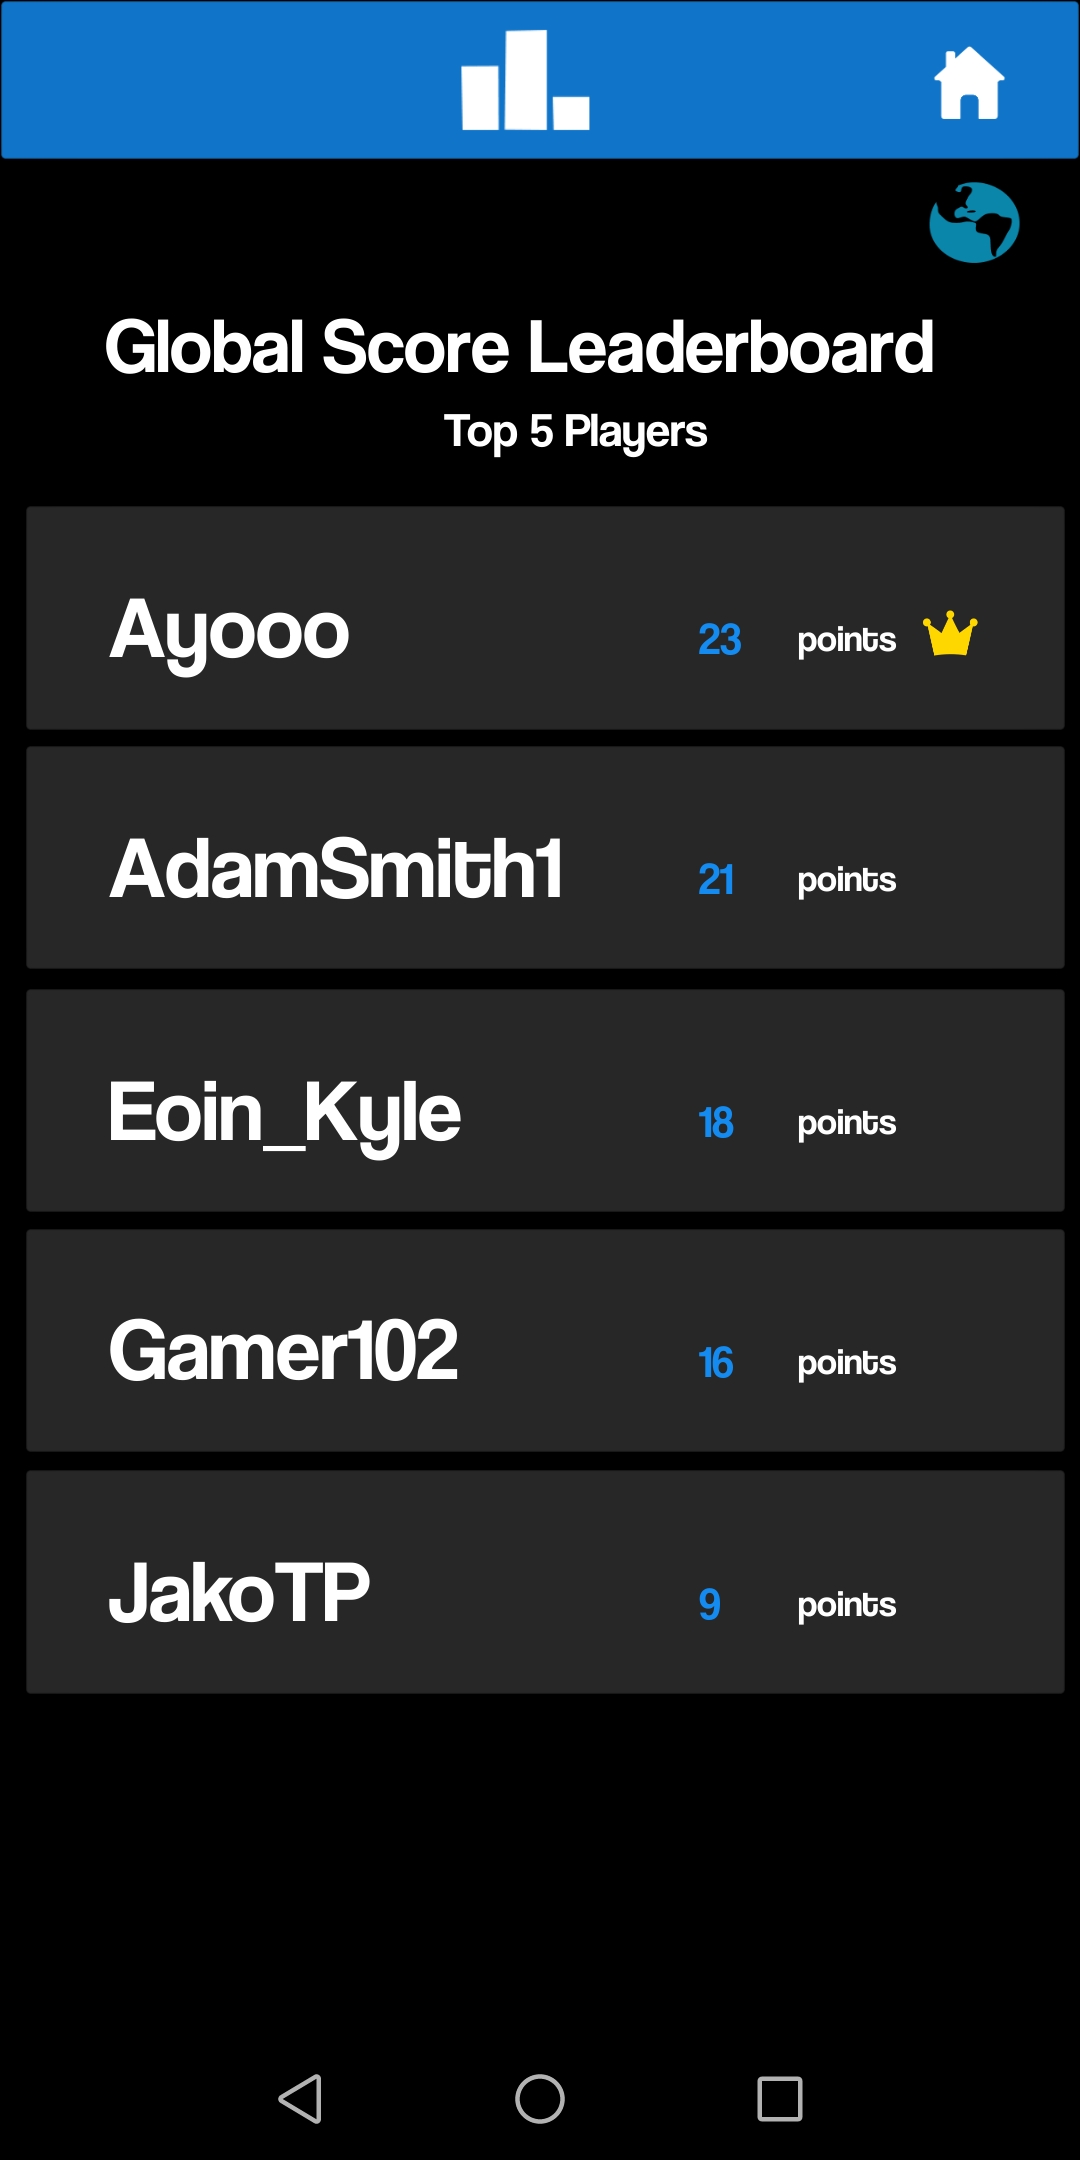 Global Score Leaderboard
Top 5 Players
Ayooo 23 points
AdamSmith1 21 points
Eoin_Kyle 18 points
Gamer102 16 points
JakoTP 9 points